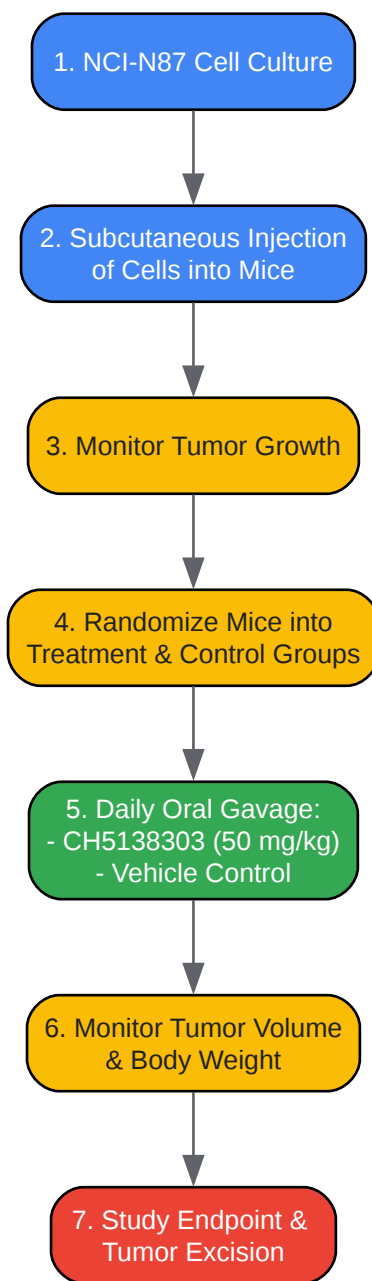 1. NCI-N87 Cell Culture
2. Subcutaneous Injection
of Cells into Mice
3. Monitor Tumor Growth
4. Randomize Mice into
Treatment & Control Groups
5. Daily Oral Gavage:
- CH5138303 (50 mg/kg)
- Vehicle Control
6. Monitor Tumor Volume
& Body Weight
7. Study Endpoint &
Tumor Excision